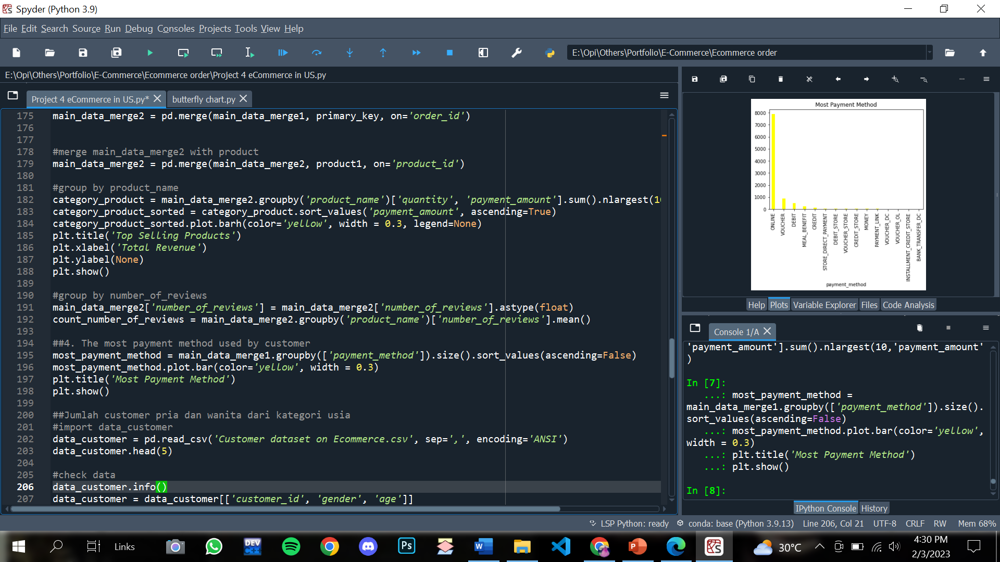 Spyder (Python 3.9)
File Edit Search Source Run Debug Consoles Projects Tools View Help
E:\Opi\Others\Portfolio\E-Commerce\Ecommerce order
E:\Opi\Others\Portfolio\E-Commerce\Ecommerce order\Project 4 eCommerce in US.py
Project 4 eCommerce in US.py*
butterfly chart.py
175 main_data_merge2 = pd.merge(main_data_merge1, primary_key, on='order_id')
176
177
178 #merge main_data_merge2 with product
179 main_data_merge2 = pd.merge(main_data_merge2, product1, on='product_id')
180
181 #group by product_name
182 category_product = main_data_merge2.groupby('product_name')['quantity', 'payment_amount'].sum().nlargest(10
183 category_product_sorted = category_product.sort_values('payment_amount', ascending=True)
184 category_product_sorted.plot.barh(color='yellow', width = 0.3, legend=None)
185 plt.title('Top Selling Products')
186 plt.xlabel('Total Revenue')
187 plt.ylabel(None)
188 plt.show()
189
190 #group by number_of_reviews
191 main_data_merge2['number_of_reviews'] = main_data_merge2['number_of_reviews'].astype(float)
192 count_number_of_reviews = main_data_merge2.groupby('product_name')['number_of_reviews'].mean()
193
194 ##4. The most payment method used by customer
195 most_payment_method = main_data_merge1.groupby(['payment_method']).size().sort_values(ascending=False)
196 most_payment_method.plot.bar(color='yellow', width = 0.3)
197 plt.title('Most Payment Method')
198 plt.show()
199
200 ##Jumlah customer pria dan wanita dari kategori usia
201 #import data_customer
202 data_customer = pd.read_csv('Customer dataset on Ecommerce.csv', sep=',', encoding='ANSI')
203 data_customer.head(5)
204
205 #check data
206 data_customer.info()
207 data_customer = data_customer[['customer_id', 'gender', 'age']]
Most Payment Method
8000
7000
6000
5000
4000
3000
2000
1000
0
ONLINE
VOUCHER
DEBIT
MEAL_BENEFIT
CREDIT
STORE_DIRECT_PAYMENT
DEBIT_STORE
VOUCHER_STORE
CREDIT_STORE
MONEY
PAYMENT_LINK
VOUCHER_DC
VOUCHER_OL
INSTALLMENT_CREDIT_STORE
BANK_TRANSFER_DC
payment_method
Help Plots Variable Explorer Files Code Analysis
Console 1/A
'payment_amount'].sum().nlargest(10,'payment_amount'
)
In [7]:
...: most_payment_method =
main_data_merge1.groupby(['payment_method']).size().
sort_values(ascending=False)
...: most_payment_method.plot.bar(color='yellow',
width = 0.3)
...: plt.title('Most Payment Method')
...: plt.show()
In [8]:
IPython Console History
LSP Python: ready conda: base (Python 3.9.13) Line 206, Col 21 UTF-8 CRLF RW Mem 68%
Links
DEV C++
Ps
W
P
30°C
4:30 PM
2/3/2023